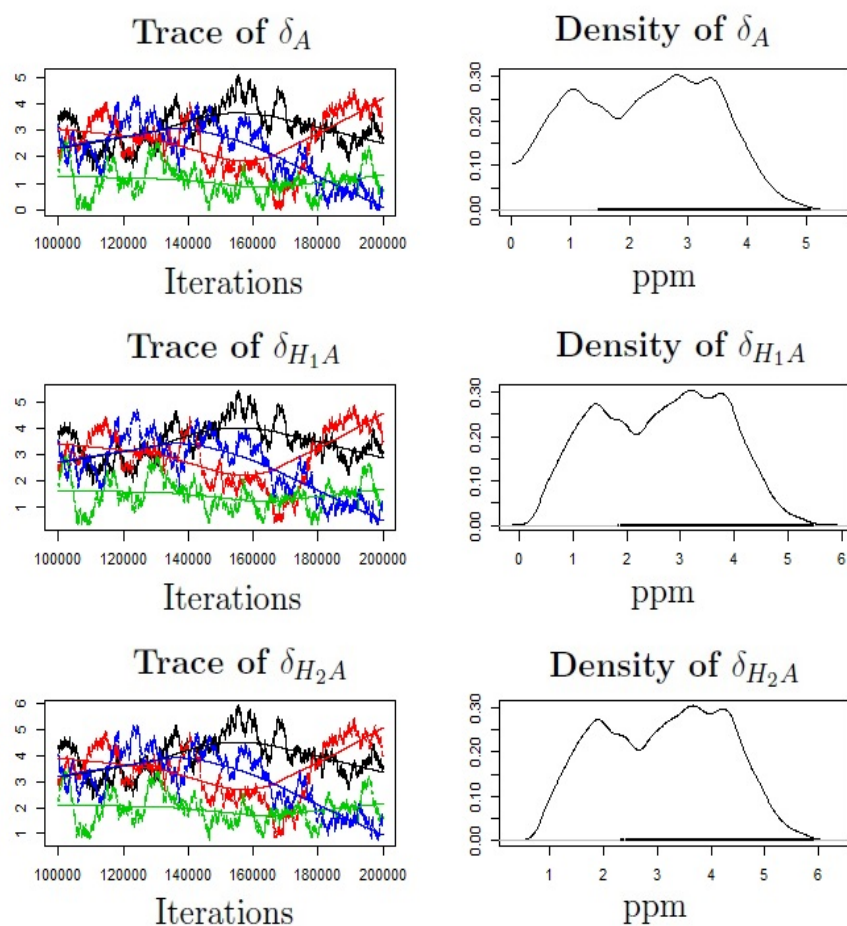 Trace of δ_A
Density of δ_A
5
4
3
2
1
0
100000 120000 140000 160000 180000 200000
Iterations
0.30
0.20
0.10
0.00
0 1 2 3 4 5
ppm
Trace of δ_{H₁A}
Density of δ_{H₁A}
5
4
3
2
1
100000 120000 140000 160000 180000 200000
Iterations
0.30
0.20
0.10
0.00
0 1 2 3 4 5 6
ppm
Trace of δ_{H₂A}
Density of δ_{H₂A}
6
5
4
3
2
1
100000 120000 140000 160000 180000 200000
Iterations
0.30
0.20
0.10
0.00
1 2 3 4 5 6
ppm